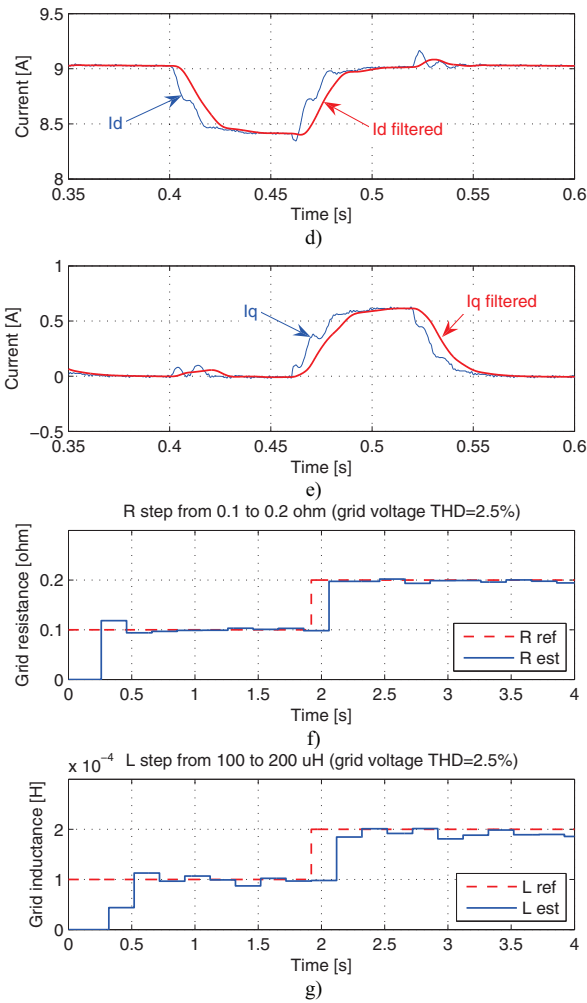 9.5
9
8.5
8
Current [A]
Id
Id filtered
0.35
0.4
0.45
0.5
0.55
0.6
Time [s]
d)
1
0.5
0
−0.5
Current [A]
Iq
Iq filtered
0.35
0.4
0.45
0.5
0.55
0.6
Time [s]
e)
R step from 0.1 to 0.2 ohm (grid voltage THD=2.5%)
Grid resistance [ohm]
0.2
0.1
0
R ref
R est
0
0.5
1
1.5
2
2.5
3
3.5
4
Time [s]
f)
x 10⁻⁴ L step from 100 to 200 uH (grid voltage THD=2.5%)
Grid inductance [H]
2
1
0
L ref
L est
0
0.5
1
1.5
2
2.5
3
3.5
4
Time [s]
g)